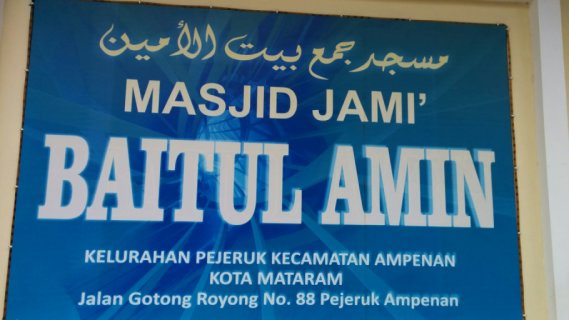 مسجد جمع بيت الأمين
MASJID JAMI'
BAITUL AMIN
KELURAHAN PEJERUK KECAMATAN AMPENAN
KOTA MATARAM
Jalan Gotong Royong No. 88 Pejeruk Ampenan